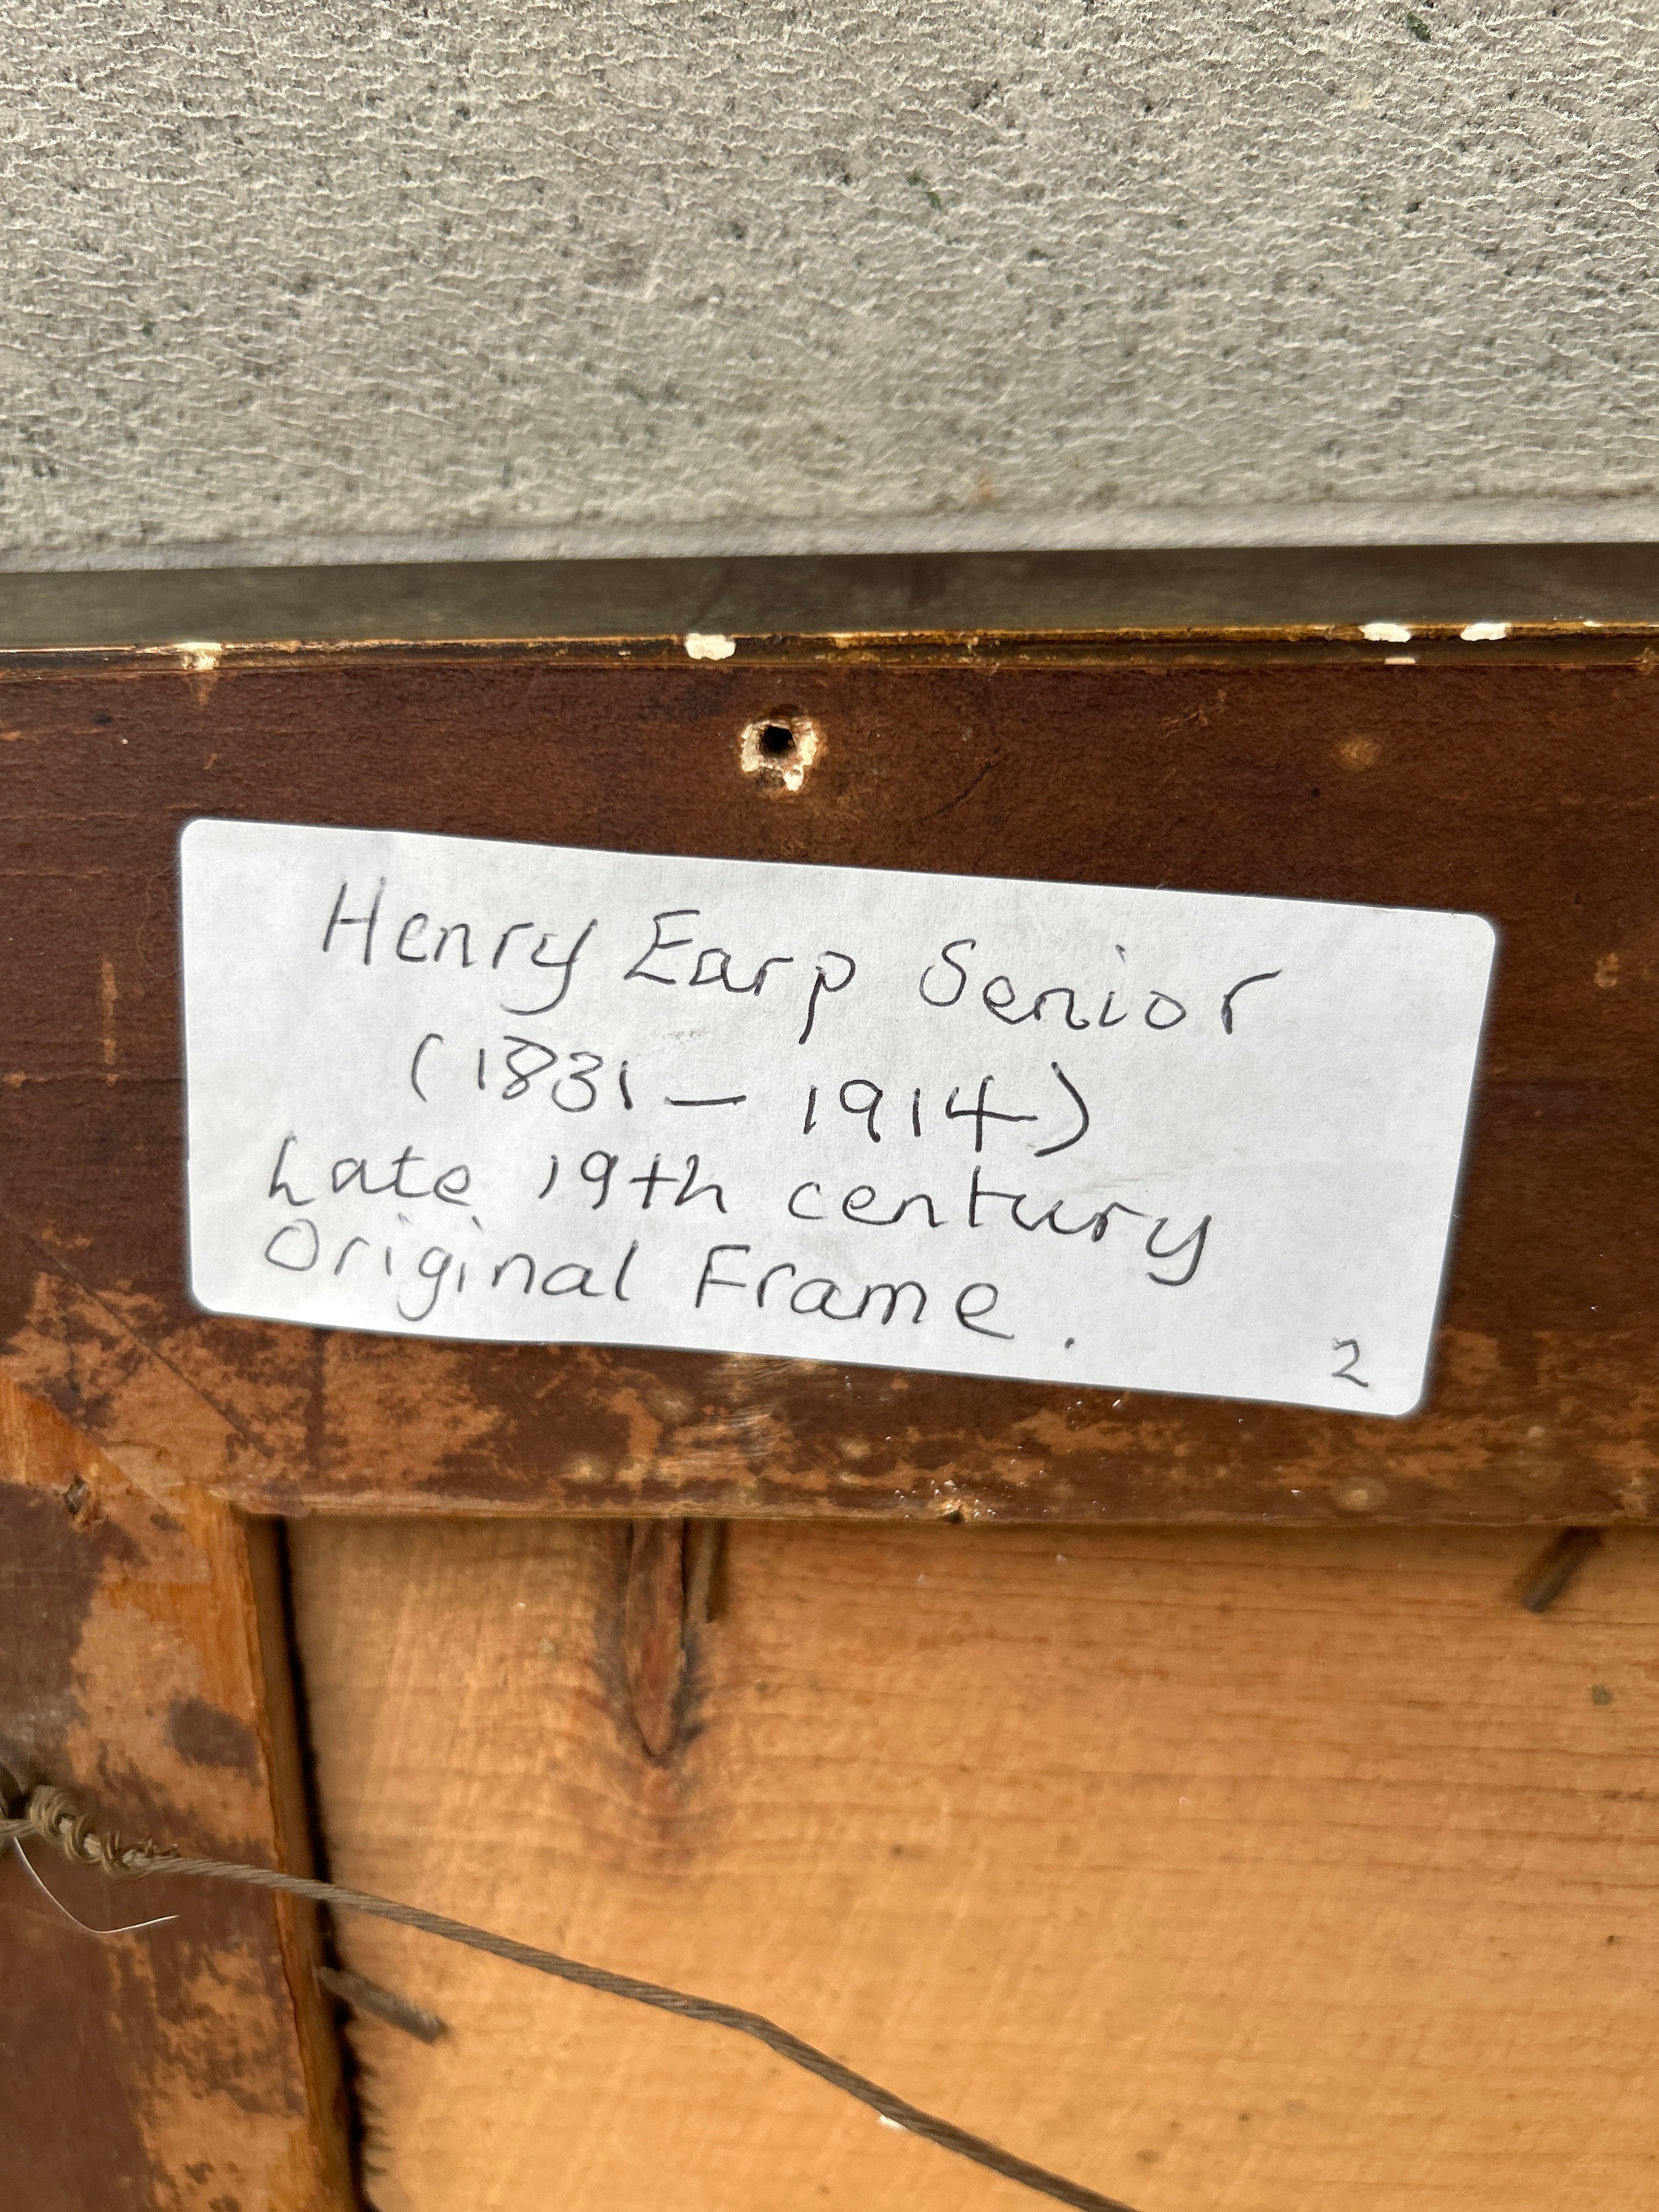 Henry Earp Senior
(1831 - 1914)
Late 19th century
Original Frame.
2